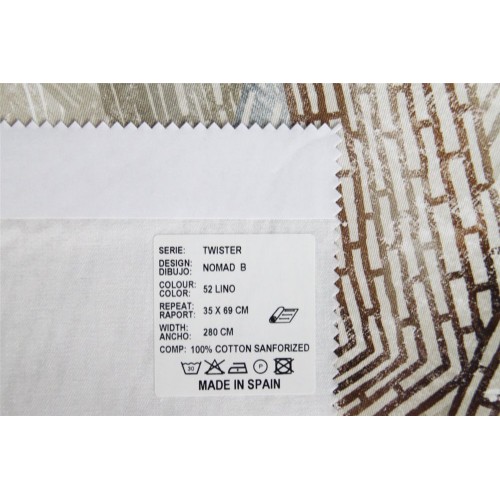 SERIE: TWISTER
DESIGN:
DIBUJO: NOMAD B
COLOUR:
COLOR: 52 LINO
REPEAT:
RAPORT: 35 X 69 CM
WIDTH:
ANCHO: 280 CM
COMP: 100% COTTON SANFORIZED
30 P
MADE IN SPAIN